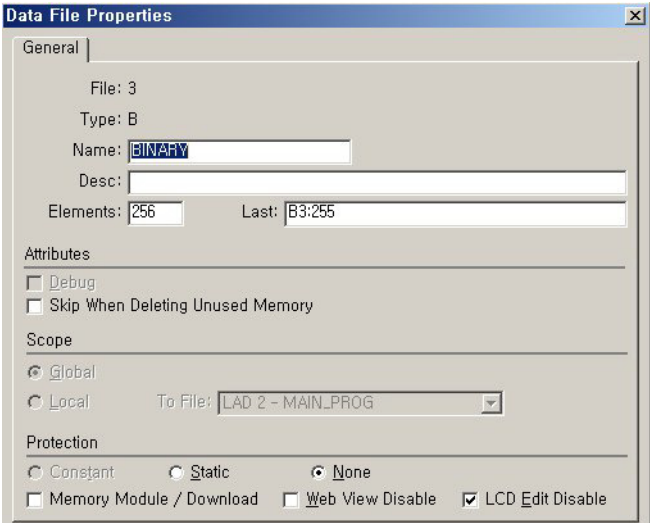 Data File Properties
General
File: 3
Type: B
Name: BINARY
Desc:
Elements: 256 Last: B3:255
Attributes
Debug
Skip When Deleting Unused Memory
Scope
Global
Local To File: LAD 2 - MAIN_PROG
Protection
Constant Static None
Memory Module / Download Web View Disable LCD Edit Disable